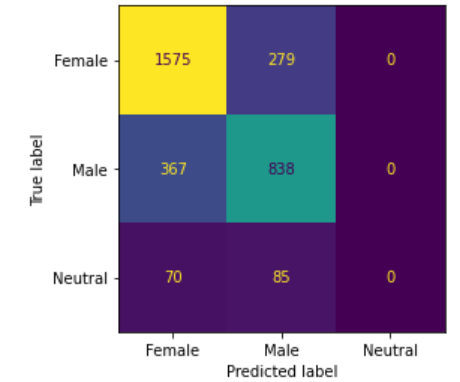 Female 1575 279 0
Male 367 838 0
Neutral 70 85 0
Female Male Neutral
Predicted label
True label